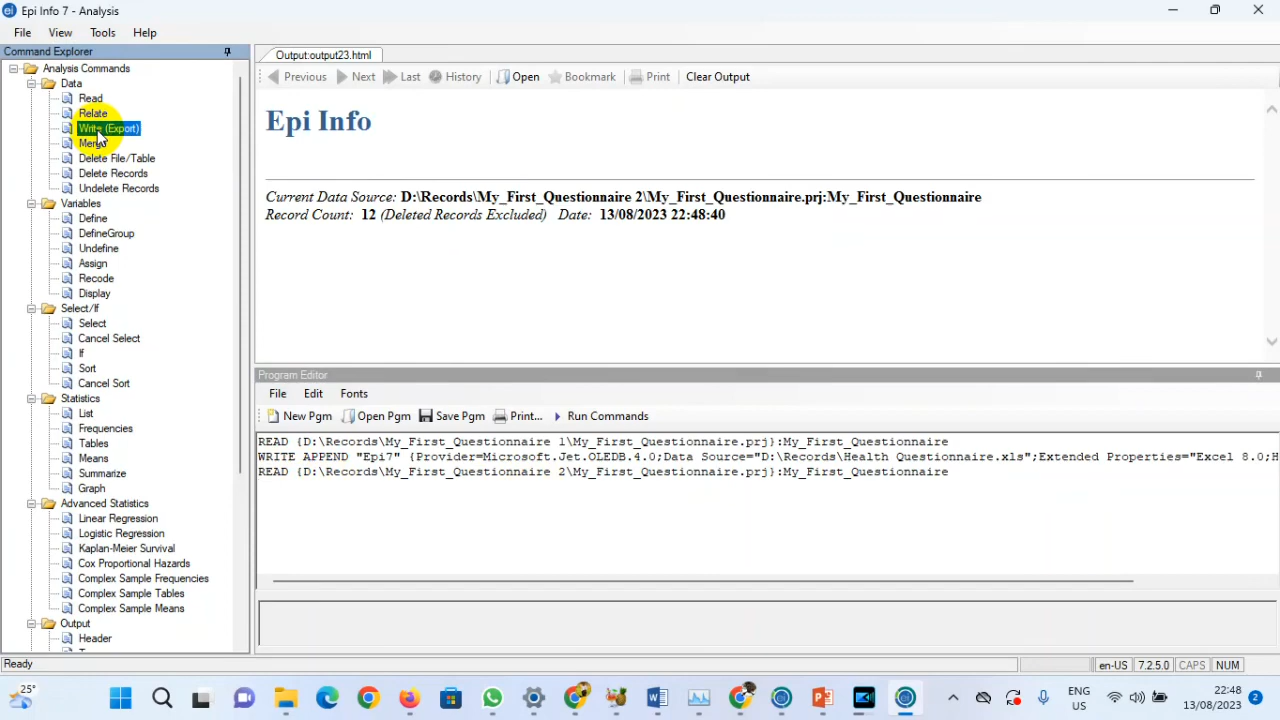 Epi Info 7 - Analysis
File View Tools Help
Command Explorer
Analysis Commands
Data
Read
Relate
Write (Export)
Merge
Delete File/Table
Delete Records
Undelete Records
Variables
Define
DefineGroup
Undefine
Assign
Recode
Display
Select/If
Select
Cancel Select
If
Sort
Cancel Sort
Statistics
List
Frequencies
Tables
Means
Summarize
Graph
Advanced Statistics
Linear Regression
Logistic Regression
Kaplan-Meier Survival
Cox Proportional Hazards
Complex Sample Frequencies
Complex Sample Tables
Complex Sample Means
Output
Header
Output:output23.html
Previous Next Last History Open Bookmark Print Clear Output
Epi Info
Current Data Source: D:\Records\My_First_Questionnaire 2\My_First_Questionnaire.prj:My_First_Questionnaire
Record Count: 12 (Deleted Records Excluded) Date: 13/08/2023 22:48:40
Program Editor
File Edit Fonts
New Pgm Open Pgm Save Pgm Print... Run Commands
READ {D:\Records\My_First_Questionnaire 1\My_First_Questionnaire.prj}:My_First_Questionnaire
WRITE APPEND "Epi7" {Provider=Microsoft.Jet.OLEDB.4.0;Data Source="D:\Records\Health Questionnaire.xls";Extended Properties="Excel 8.0;H
READ {D:\Records\My_First_Questionnaire 2\My_First_Questionnaire.prj}:My_First_Questionnaire
Ready
en-US 7.2.5.0 CAPS NUM
25°
ENG
US
22:48
13/08/2023
2